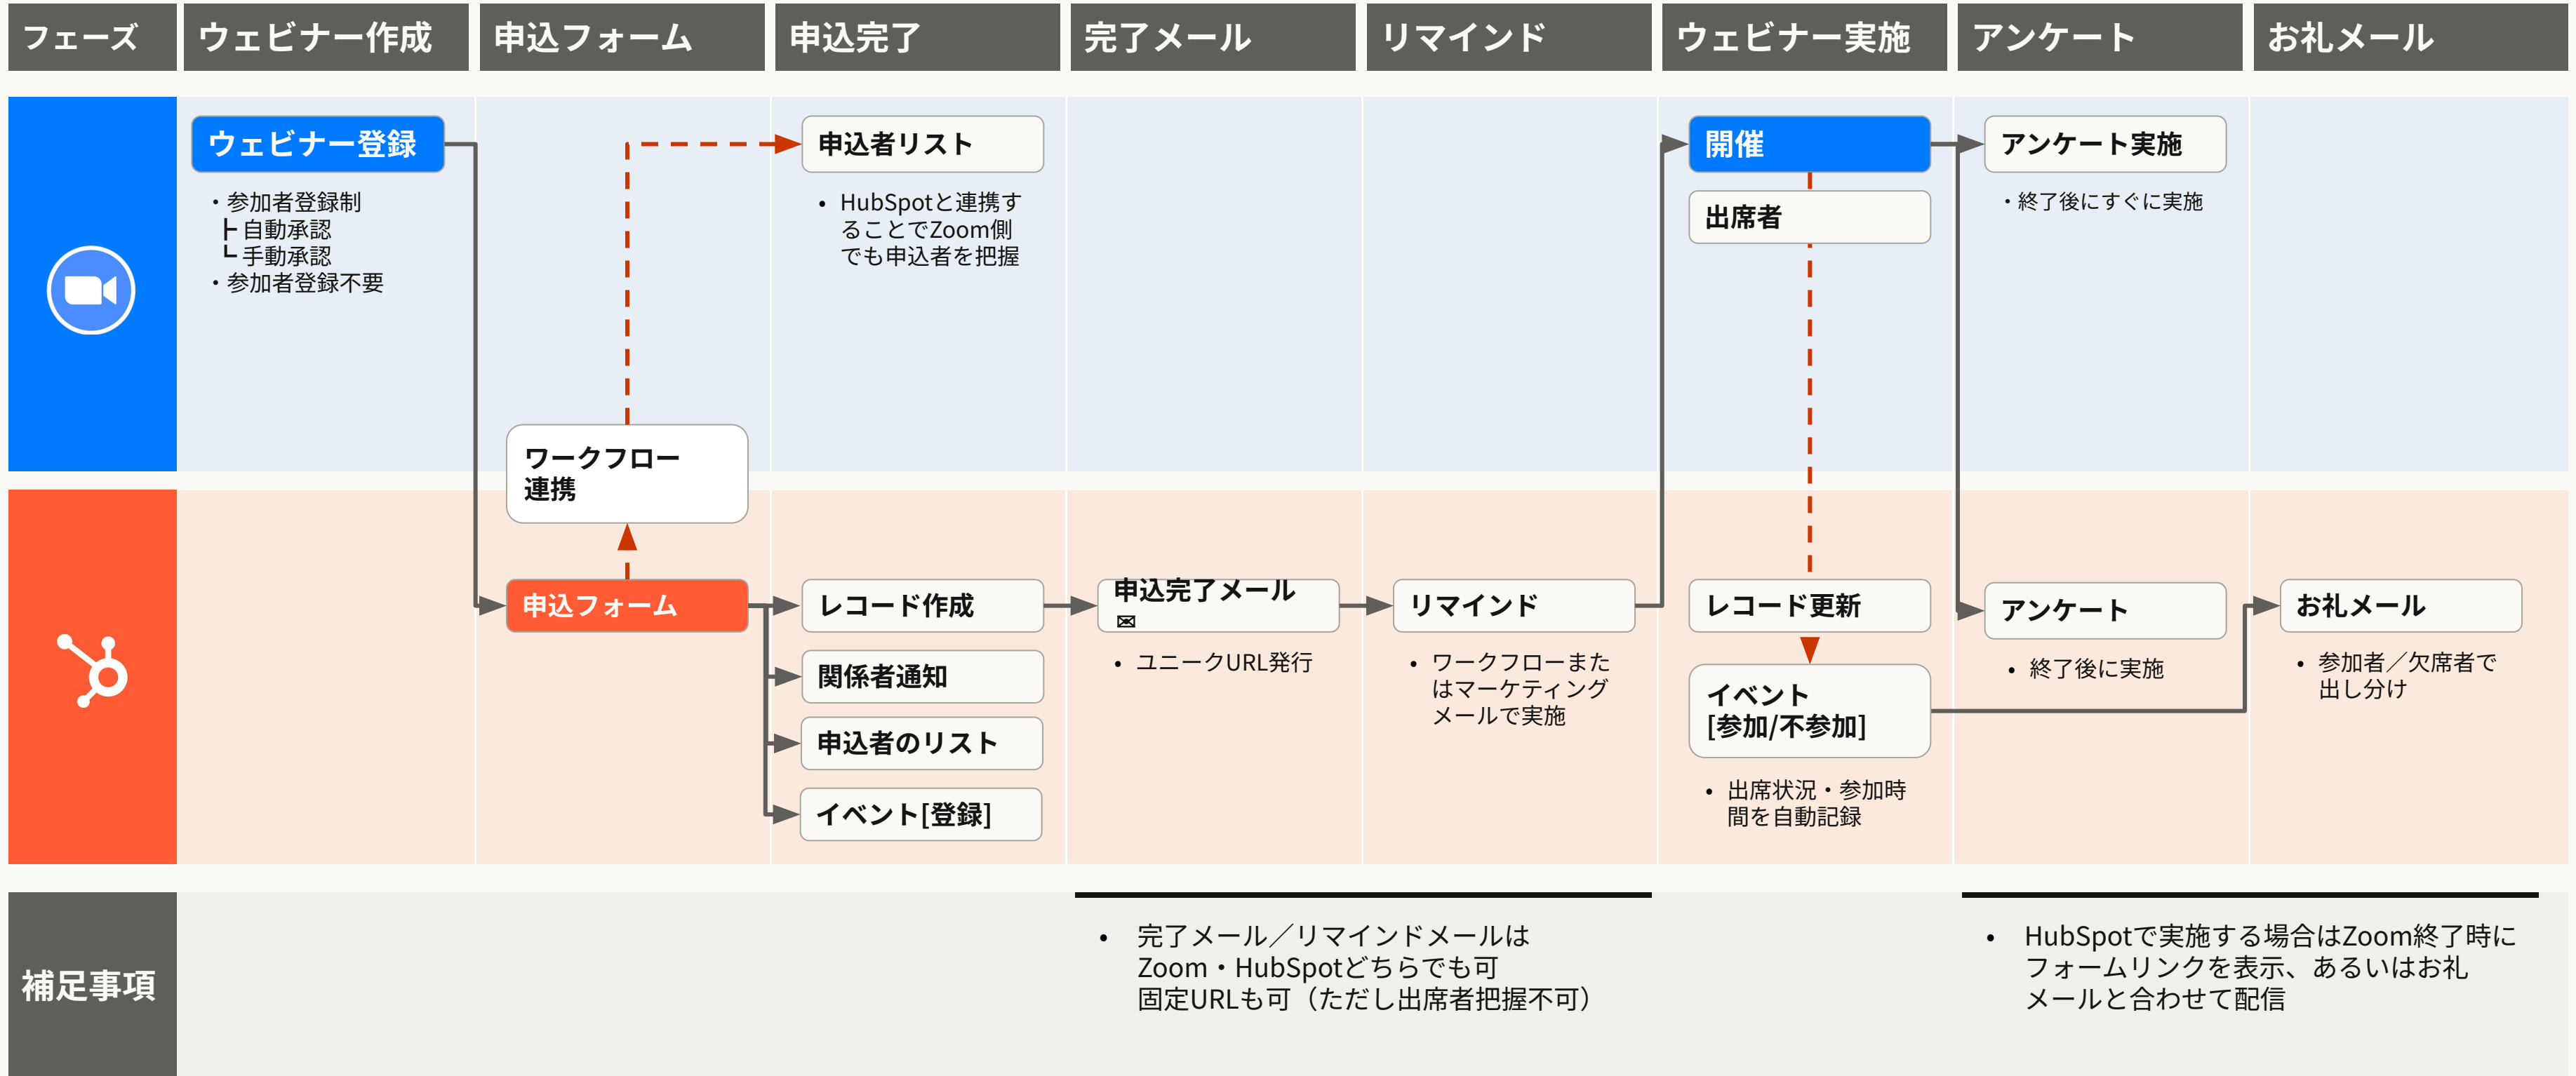 フェーズ
ウェビナー作成
申込フォーム
申込完了
完了メール
リマインド
ウェビナー実施
アンケート
お礼メール
ウェビナー登録
・参加者登録制
┣ 自動承認
┗ 手動承認
・参加者登録不要
申込者リスト
• HubSpotと連携す
ることでZoom側
でも申込者を把握
開催
出席者
アンケート実施
・終了後にすぐに実施
ワークフロー
連携
申込フォーム
レコード作成
関係者通知
申込者のリスト
イベント[登録]
申込完了メール
✉
• ユニークURL発行
リマインド
• ワークフローまた
はマーケティング
メールで実施
レコード更新
イベント
[参加/不参加]
• 出席状況・参加時
間を自動記録
アンケート
• 終了後に実施
お礼メール
• 参加者／欠席者で
出し分け
補足事項
• 完了メール／リマインドメールは
Zoom・HubSpotどちらでも可
固定URLも可（ただし出席者把握不可）
• HubSpotで実施する場合はZoom終了時に
フォームリンクを表示、あるいはお礼
メールと合わせて配信